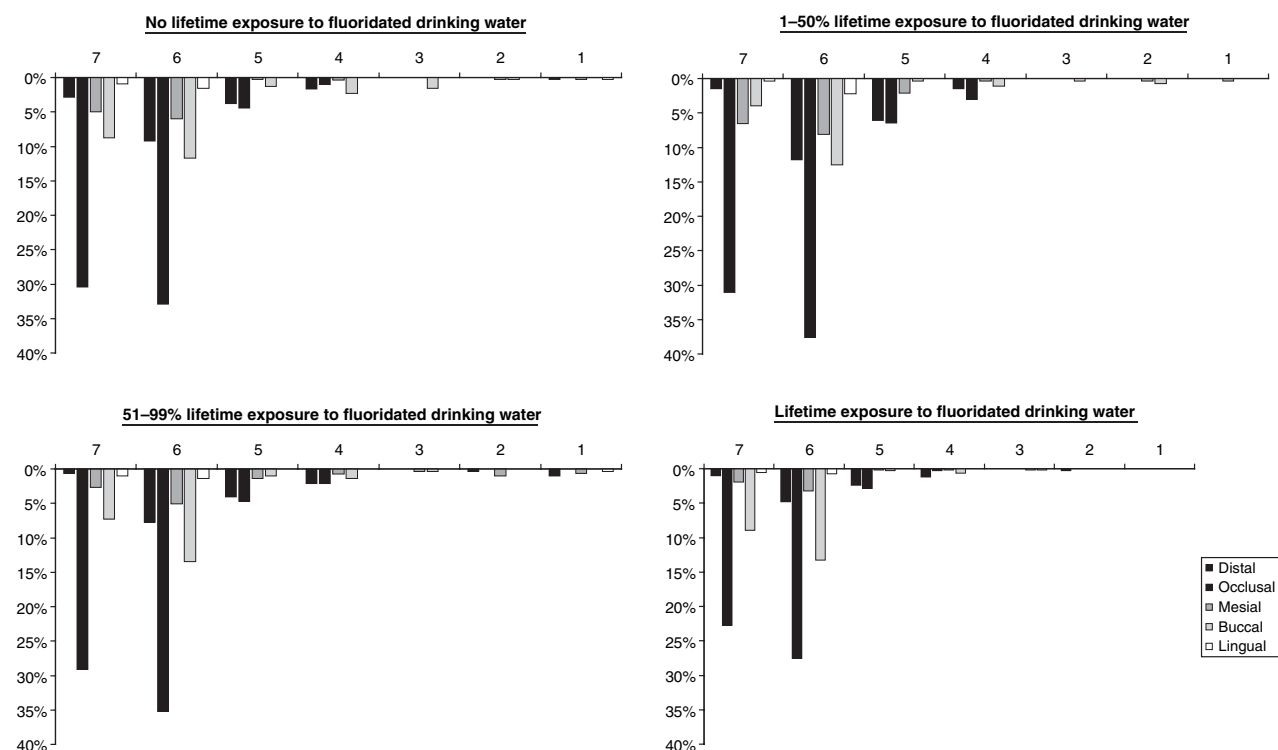 No lifetime exposure to fluoridated drinking water
7 6 5 4 3 2 1
0%
5%
10%
15%
20%
25%
30%
35%
40%
1–50% lifetime exposure to fluoridated drinking water
7 6 5 4 3 2 1
0%
5%
10%
15%
20%
25%
30%
35%
40%
51–99% lifetime exposure to fluoridated drinking water
7 6 5 4 3 2 1
0%
5%
10%
15%
20%
25%
30%
35%
40%
Lifetime exposure to fluoridated drinking water
7 6 5 4 3 2 1
0%
5%
10%
15%
20%
25%
30%
35%
40%
Distal
Occlusal
Mesial
Buccal
Lingual